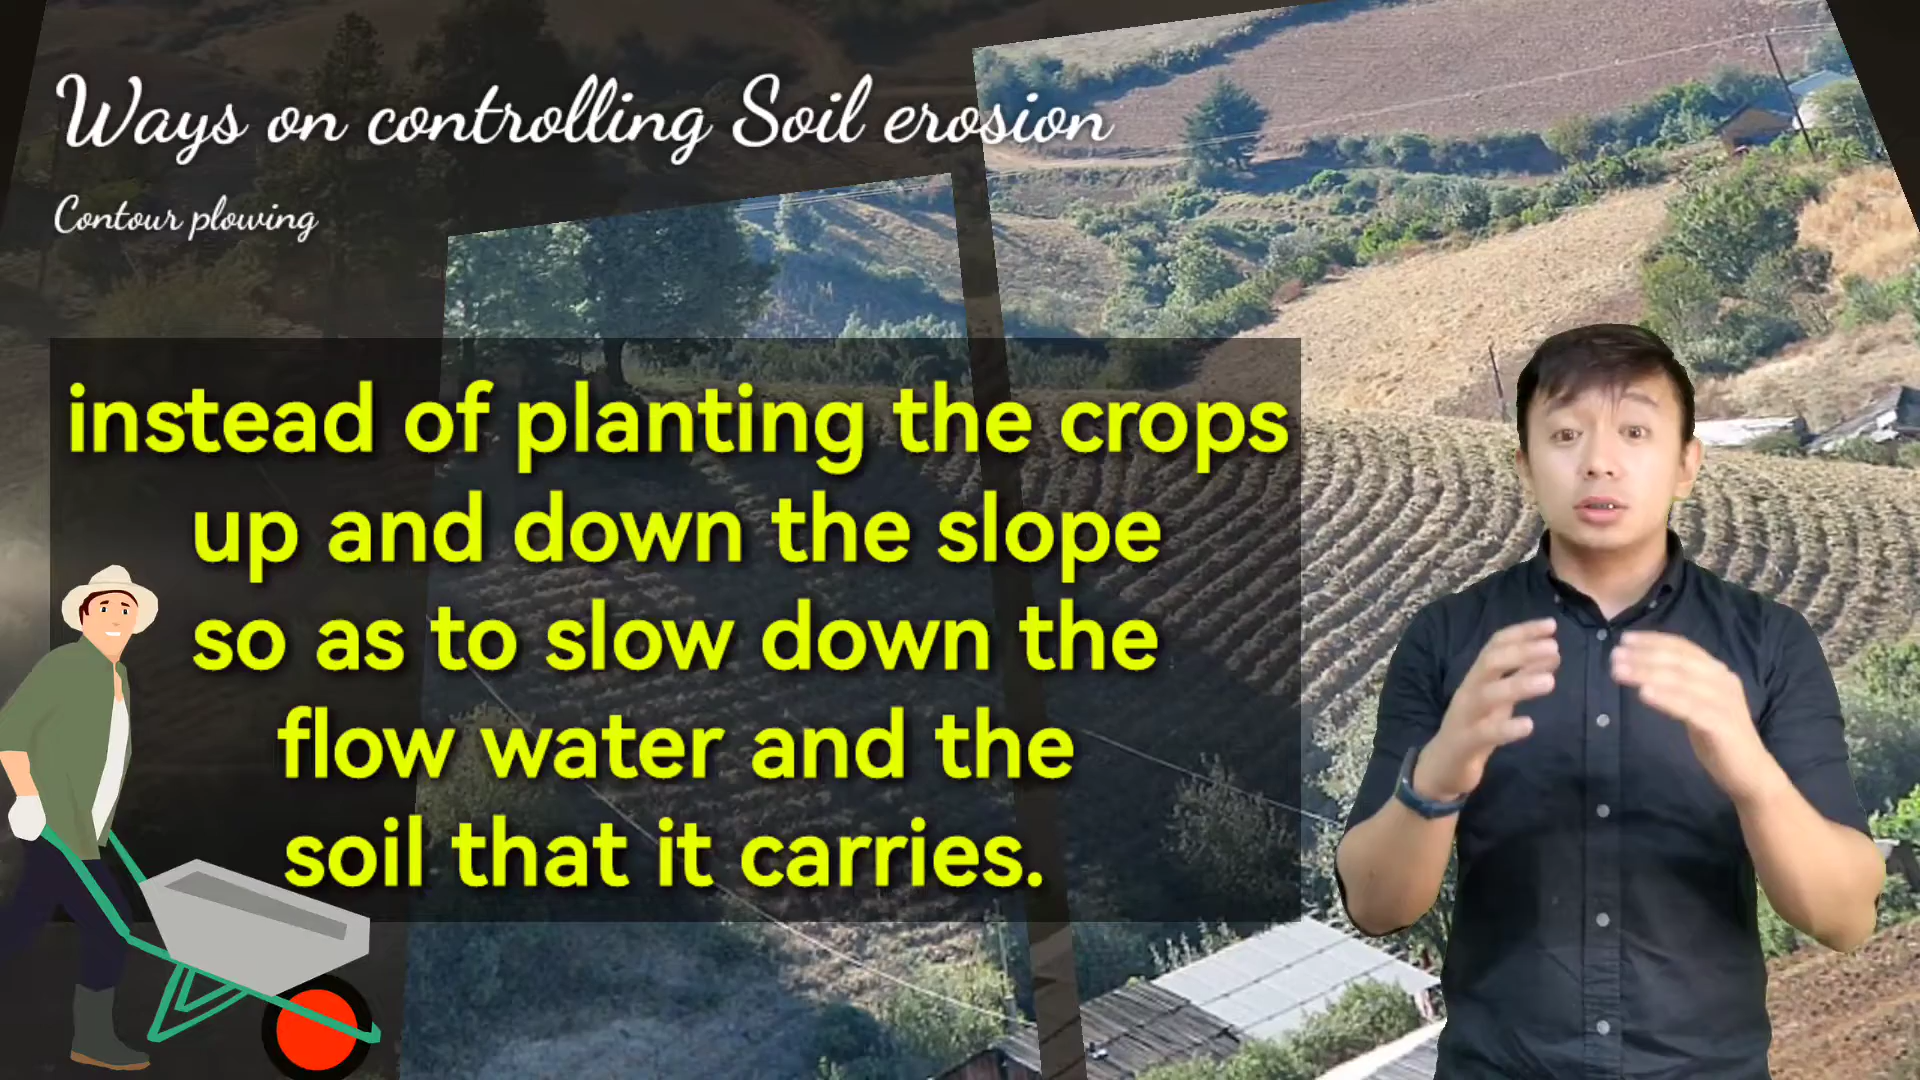 Ways on controlling Soil erosion
Contour plowing
instead of planting the crops
up and down the slope
so as to slow down the
flow water and the
soil that it carries.